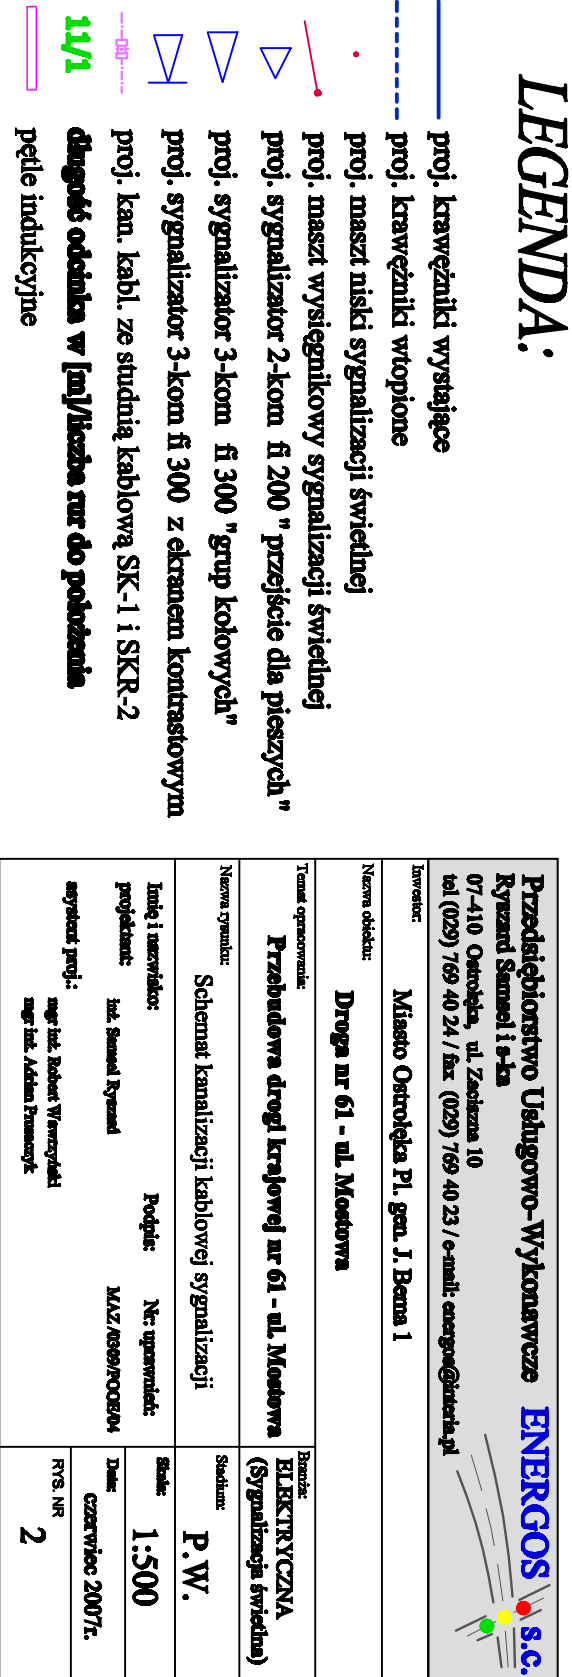 LEGENDA:
proj. krawężniki wystające
proj. krawężniki wtopione
proj. maszt niski sygnalizacji świetlnej
proj. maszt wysięgnikowy sygnalizacji świetlnej
proj. sygnalizator 2-kom fi 200 " przejście dla pieszych "
proj. sygnalizator 3-kom fi 300 "grup kołowych"
proj. sygnalizator 3-kom fi 300 z ekranem kontrastowym
proj. kan. kabl. ze studnią kablową SK-1 i SKR-2
11/1 długość odcinka w [m]/liczba rur do położenia
pętle indukcyjne
Przedsiębiorstwo Usługowo-Wykonawcze ENERGOS s.c.
Ryszard Samsel i s-ka
07-410 Ostrołęka, ul. Zaciszna 10
tel (029) 769 40 24 / fax (029) 769 40 23 / e-mail: energos@interia.pl
Inwestor:
Miasto Ostrołęka Pl. gen. J. Bema 1
Nazwa obiektu:
Droga nr 61 - ul. Mostowa
Temat opracowania:
Przebudowa drogi krajowej nr 61 - ul. Mostowa
Branża:
ELEKTRYCZNA
(Sygnalizacja świetlna)
Nazwa rysunku:
Schemat kanalizacji kablowej sygnalizacji
Stadium:
P.W.
Imię i nazwisko: Podpis: Nr: uprawnień:
projektant:
inż. Samsel Ryszard MAZ /0369/POOE/04
asystent proj.:
mgr inż. Robert Wawrzyński
mgr inż. Adrian
Skala:
1:500
Data:
czerwiec 2007r.
RYS. NR
2